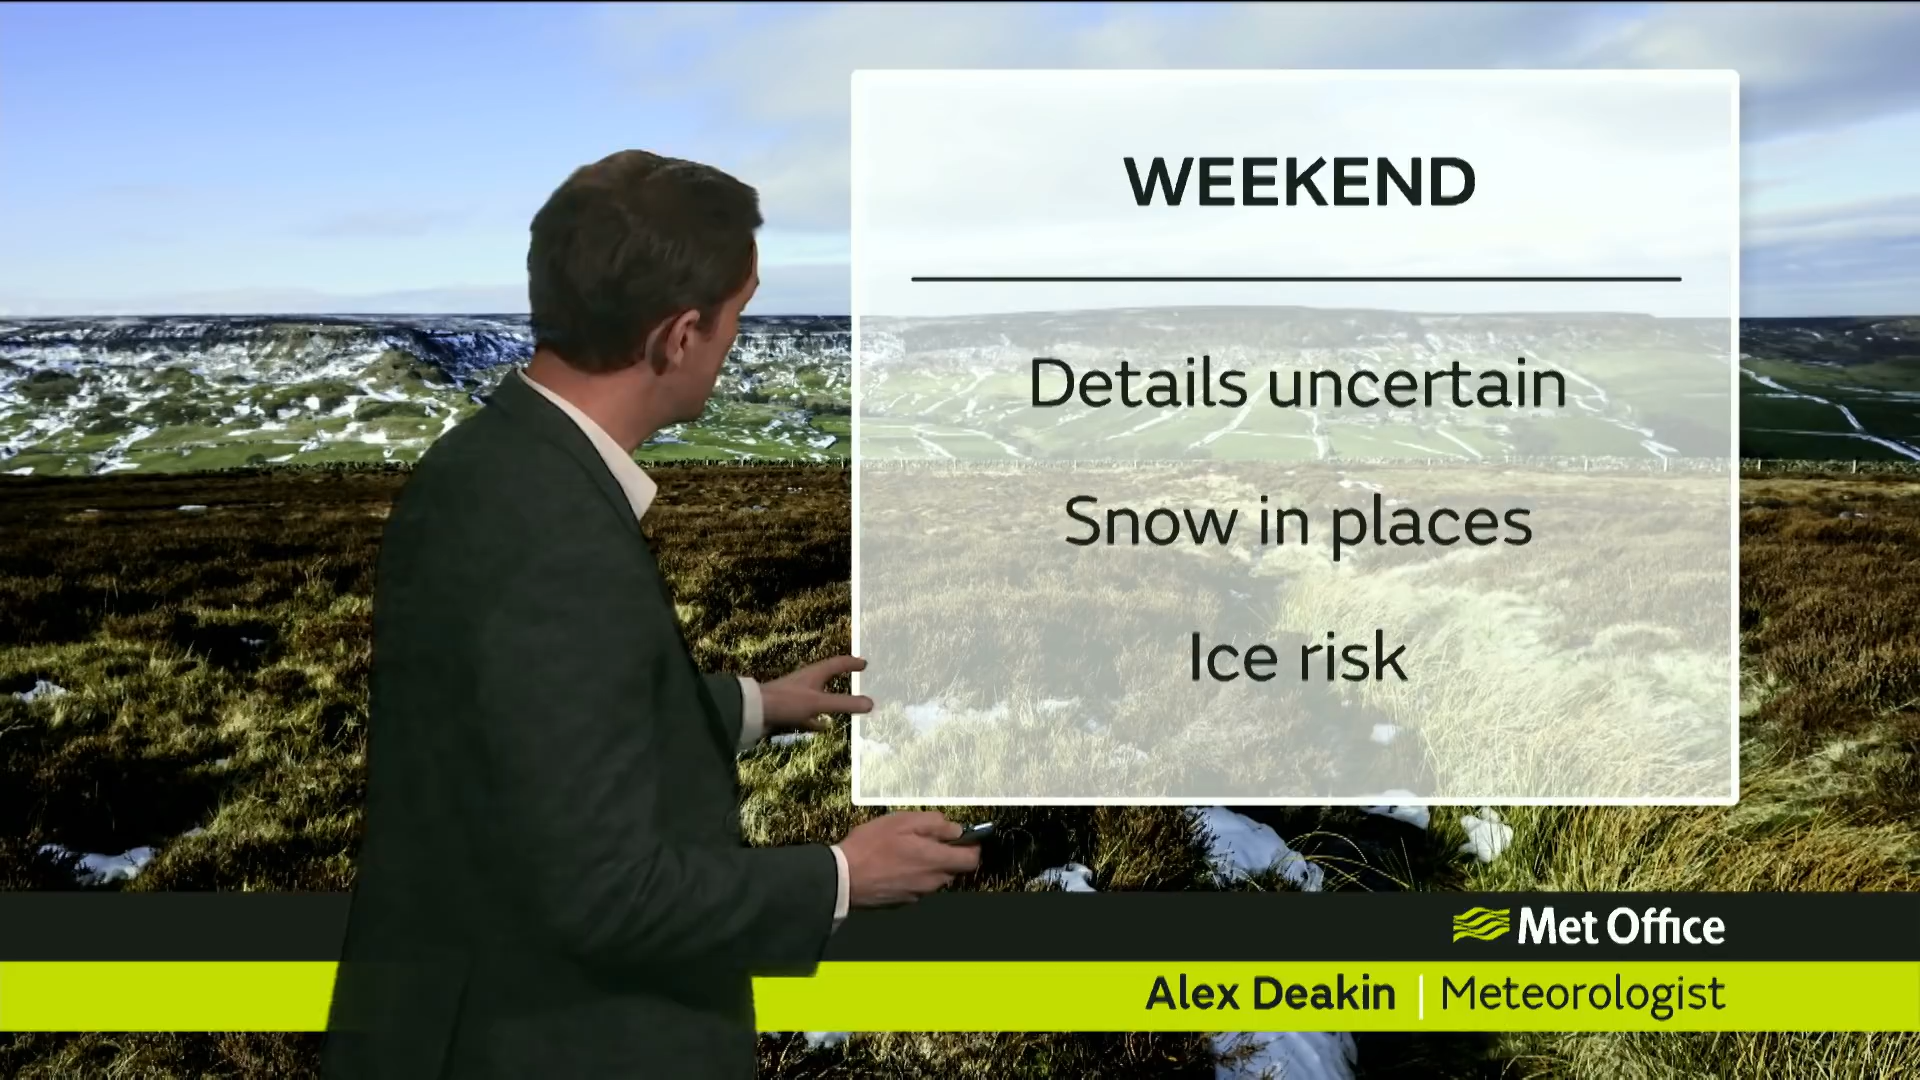 WEEKEND
Details uncertain
Snow in places
Ice risk
Met Office
Alex Deakin | Meteorologist